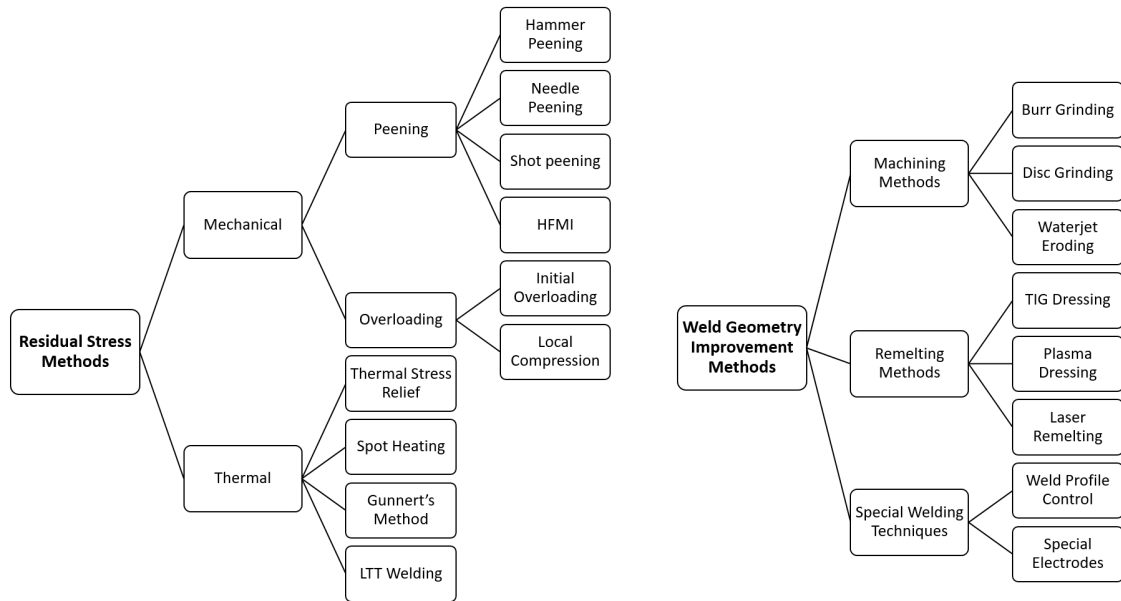 Residual Stress
Methods
Mechanical
Peening
Hammer
Peening
Needle
Peening
Shot peening
HFMI
Overloading
Initial
Overloading
Local
Compression
Thermal
Thermal Stress
Relief
Spot Heating
Gunnert’s
Method
LTT Welding
Weld Geometry
Improvement
Methods
Machining
Methods
Burr Grinding
Disc Grinding
Waterjet
Eroding
Remelting
Methods
TIG Dressing
Plasma
Dressing
Laser
Remelting
Special Welding
Techniques
Weld Profile
Control
Special
Electrodes